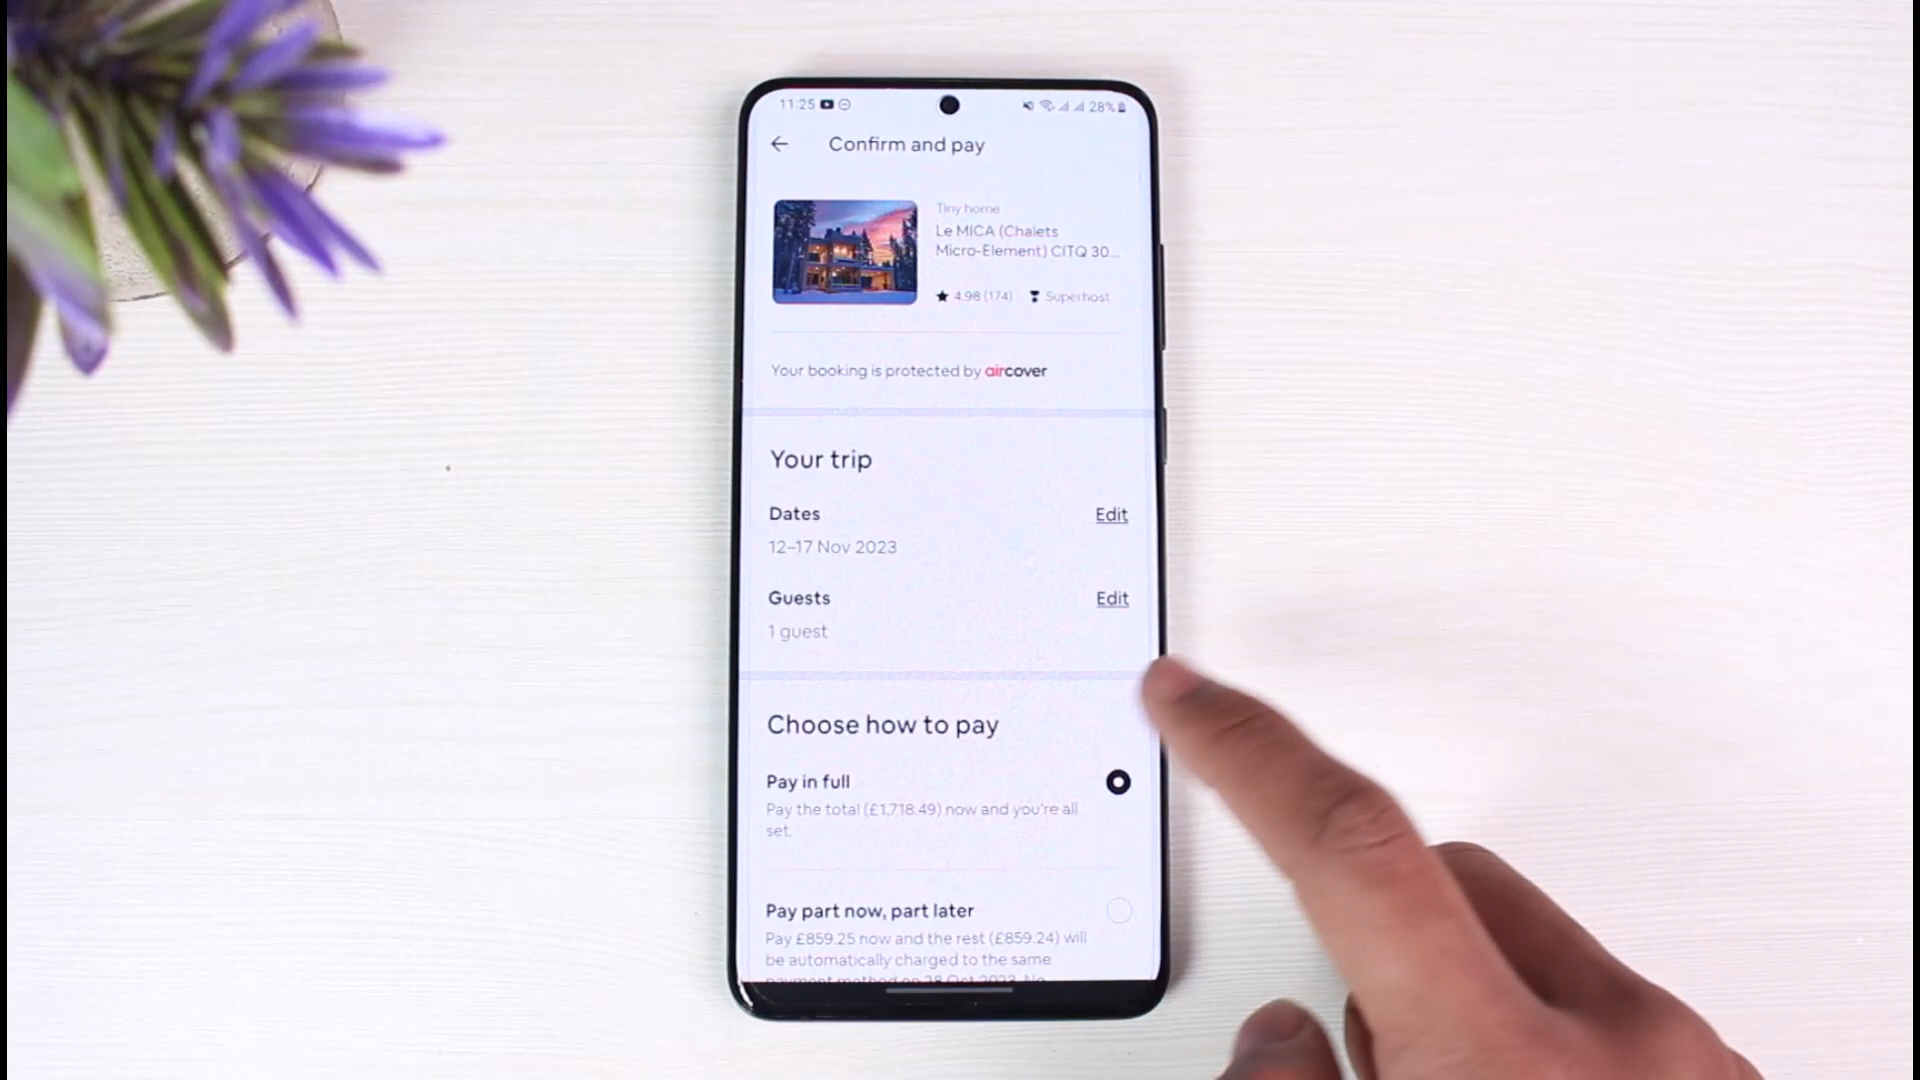 11:25 28%
Confirm and pay
Tiny home
Le MICA (Chalets
Micro-Element) CITQ 30...
4.98 (174) Superhost
Your booking is protected by aircover
Your trip
Dates Edit
12–17 Nov 2023
Guests Edit
1 guest
Choose how to pay
Pay in full
Pay the total (£1,718.49) now and you're all
set.
Pay part now, part later
Pay £859.25 now and the rest (£859.24) will
be automatically charged to the same
payment method on 28 Oct 2023. No